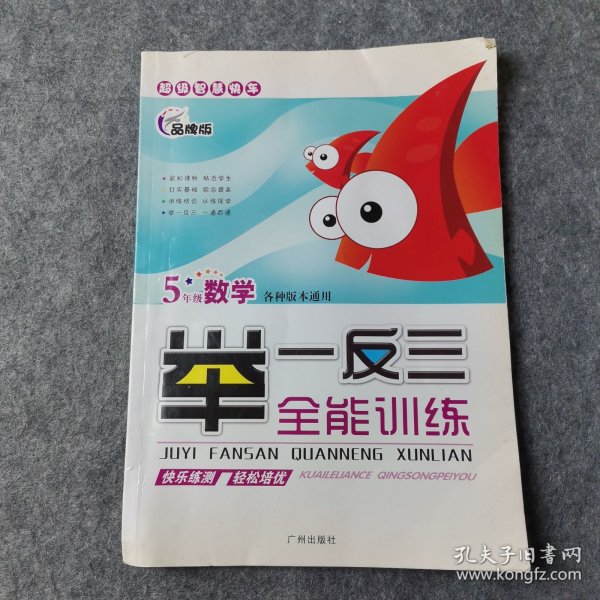 超级智慧快车
品牌版
紧扣课标 贴近学生
打实基础 综合提高
讲练结合 以练促学
举一反三 一通百通
5年级 数学 各种版本通用
举一反三
全能训练
JUYI FANSAN QUANNENG XUNLIAN
快乐练测 轻松培优 KUAILELIANCE QINGSONGPEIYOU
广州出版社
孔夫子旧书网
www.kongfz.com